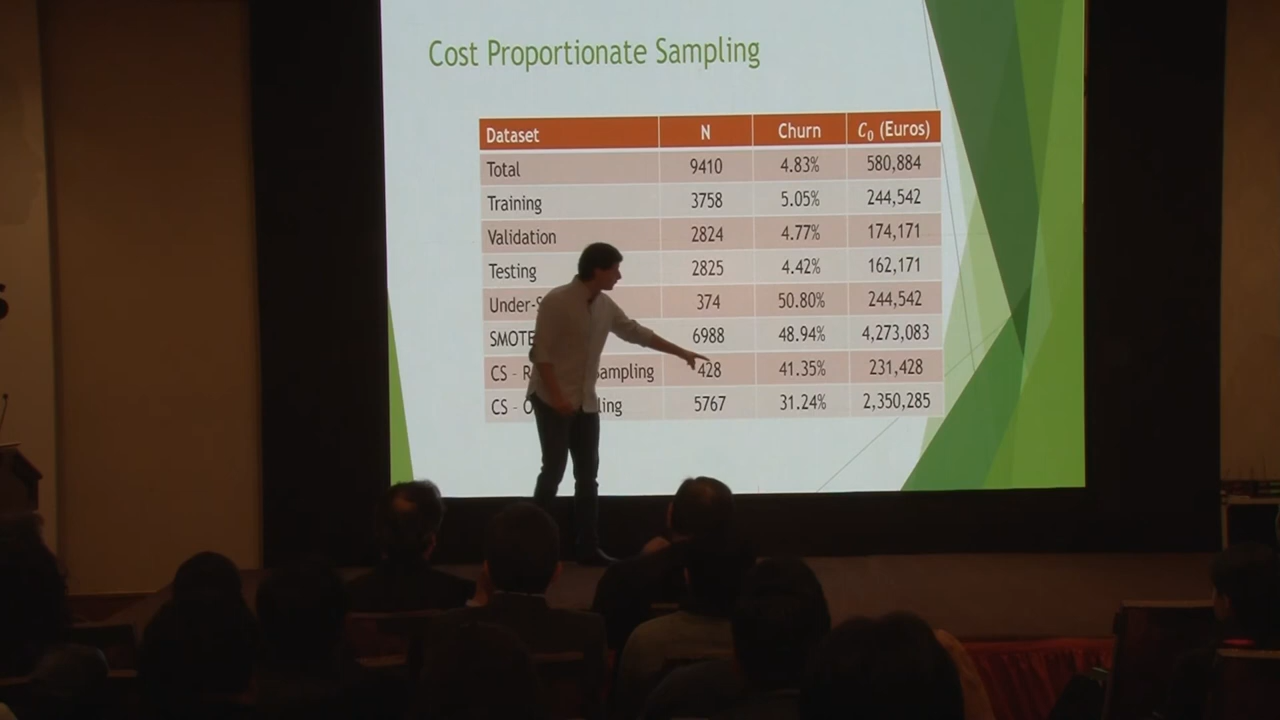 Cost Proportionate Sampling
Dataset N Churn C₀ (Euros)
Total 9410 4.83% 580,884
Training 3758 5.05% 244,542
Validation 2824 4.77% 174,171
Testing 2825 4.42% 162,171
Under-S 374 50.80% 244,542
SMOTE 6988 48.94% 4,273,083
CS - R Sampling 428 41.35% 231,428
CS - O ling 5767 31.24% 2,350,285